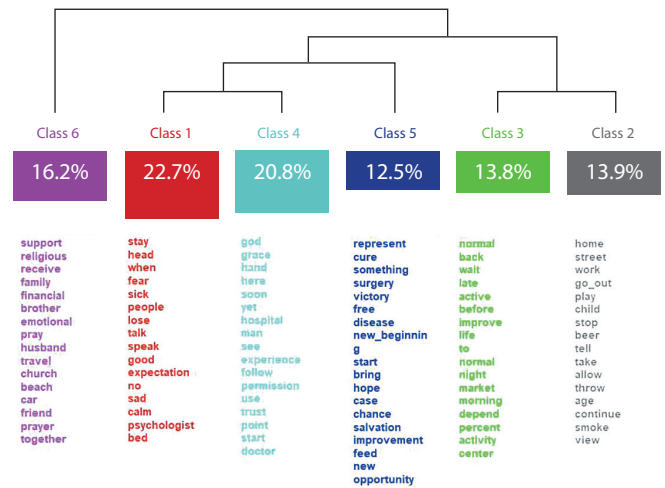 Class 6
Class 1
Class 4
Class 5
Class 3
Class 2
16.2%
22.7%
20.8%
12.5%
13.8%
13.9%
support
religious
receive
family
financial
brother
emotional
pray
husband
travel
church
beach
car
friend
prayer
together
stay
head
when
fear
sick
people
lose
talk
speak
good
expectation
no
sad
calm
psychologist
bed
god
grace
hand
here
soon
yet
hospital
man
see
experience
follow
permission
use
trust
point
start
doctor
represent
cure
something
surgery
victory
free
disease
new_beginnin
g
start
bring
hope
case
chance
salvation
improvement
feed
new
opportunity
normal
back
wait
late
active
before
improve
life
to
normal
night
market
morning
depend
percent
activity
center
home
street
work
go_out
play
child
stop
beer
tell
take
allow
throw
age
continue
smoke
view